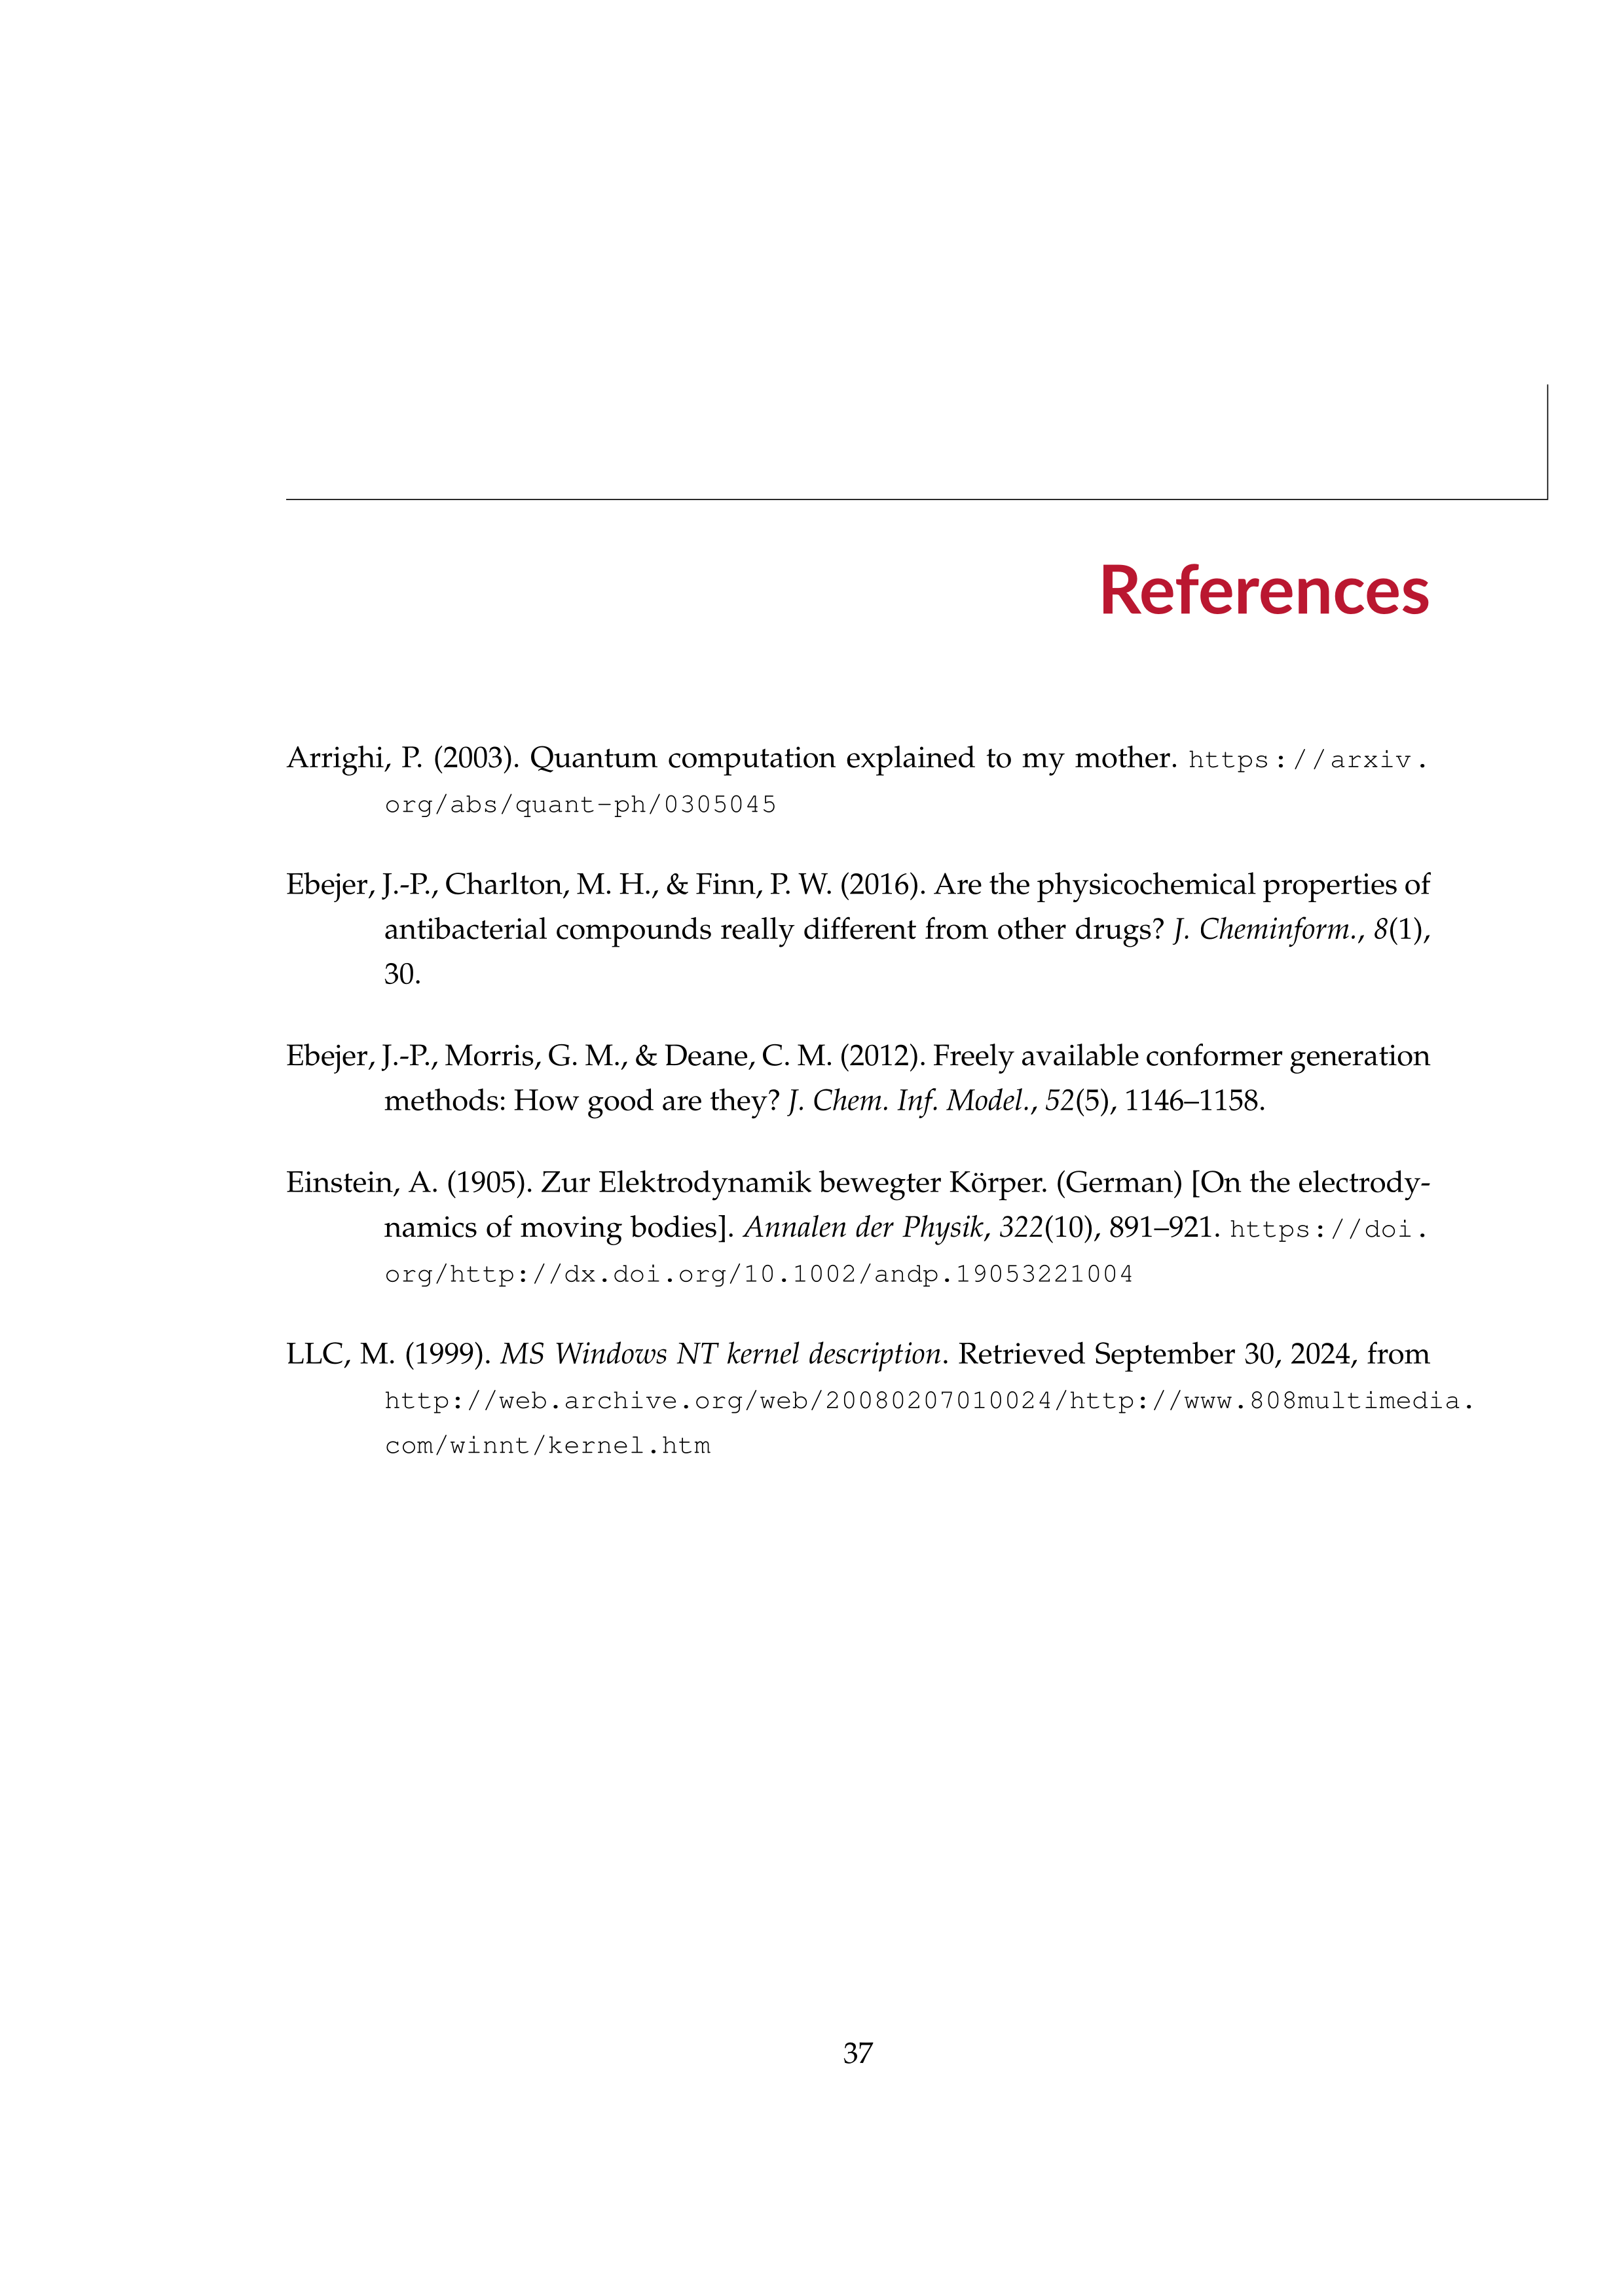 References
Arrighi, P. (2003). Quantum computation explained to my mother. https://arxiv.
org/abs/quant-ph/0305045
Ebejer, J.-P., Charlton, M. H., & Finn, P. W. (2016). Are the physicochemical properties of
antibacterial compounds really different from other drugs? J. Cheminform., 8(1),
30.
Ebejer, J.-P., Morris, G. M., & Deane, C. M. (2012). Freely available conformer generation
methods: How good are they? J. Chem. Inf. Model., 52(5), 1146–1158.
Einstein, A. (1905). Zur Elektrodynamik bewegter Körper. (German) [On the electrody-
namics of moving bodies]. Annalen der Physik, 322(10), 891–921. https://doi.
org/http://dx.doi.org/10.1002/andp.19053221004
LLC, M. (1999). MS Windows NT kernel description. Retrieved September 30, 2024, from
http://web.archive.org/web/20080207010024/http://www.808multimedia.
com/winnt/kernel.htm
37